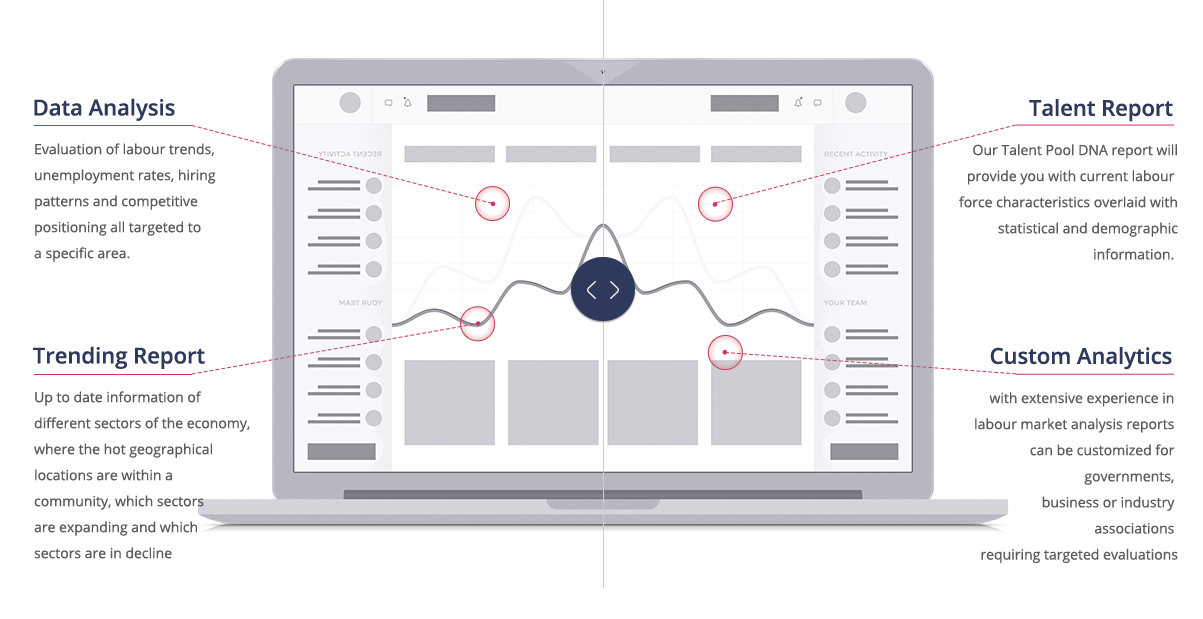 Data Analysis
Evaluation of labour trends,
unemployment rates, hiring
patterns and competitive
positioning all targeted to
a specific area.
Trending Report
Up to date information of
different sectors of the economy,
where the hot geographical
locations are within a
community, which sectors
are expanding and which
sectors are in decline
RECENT ACTIVITY
YOUR TEAM
RECENT ACTIVITY
YOUR TEAM
Talent Report
Our Talent Pool DNA report will
provide you with current labour
force characteristics overlaid with
statistical and demographic
information.
Custom Analytics
with extensive experience in
labour market analysis reports
can be customized for
governments,
business or industry
associations
requiring targeted evaluations